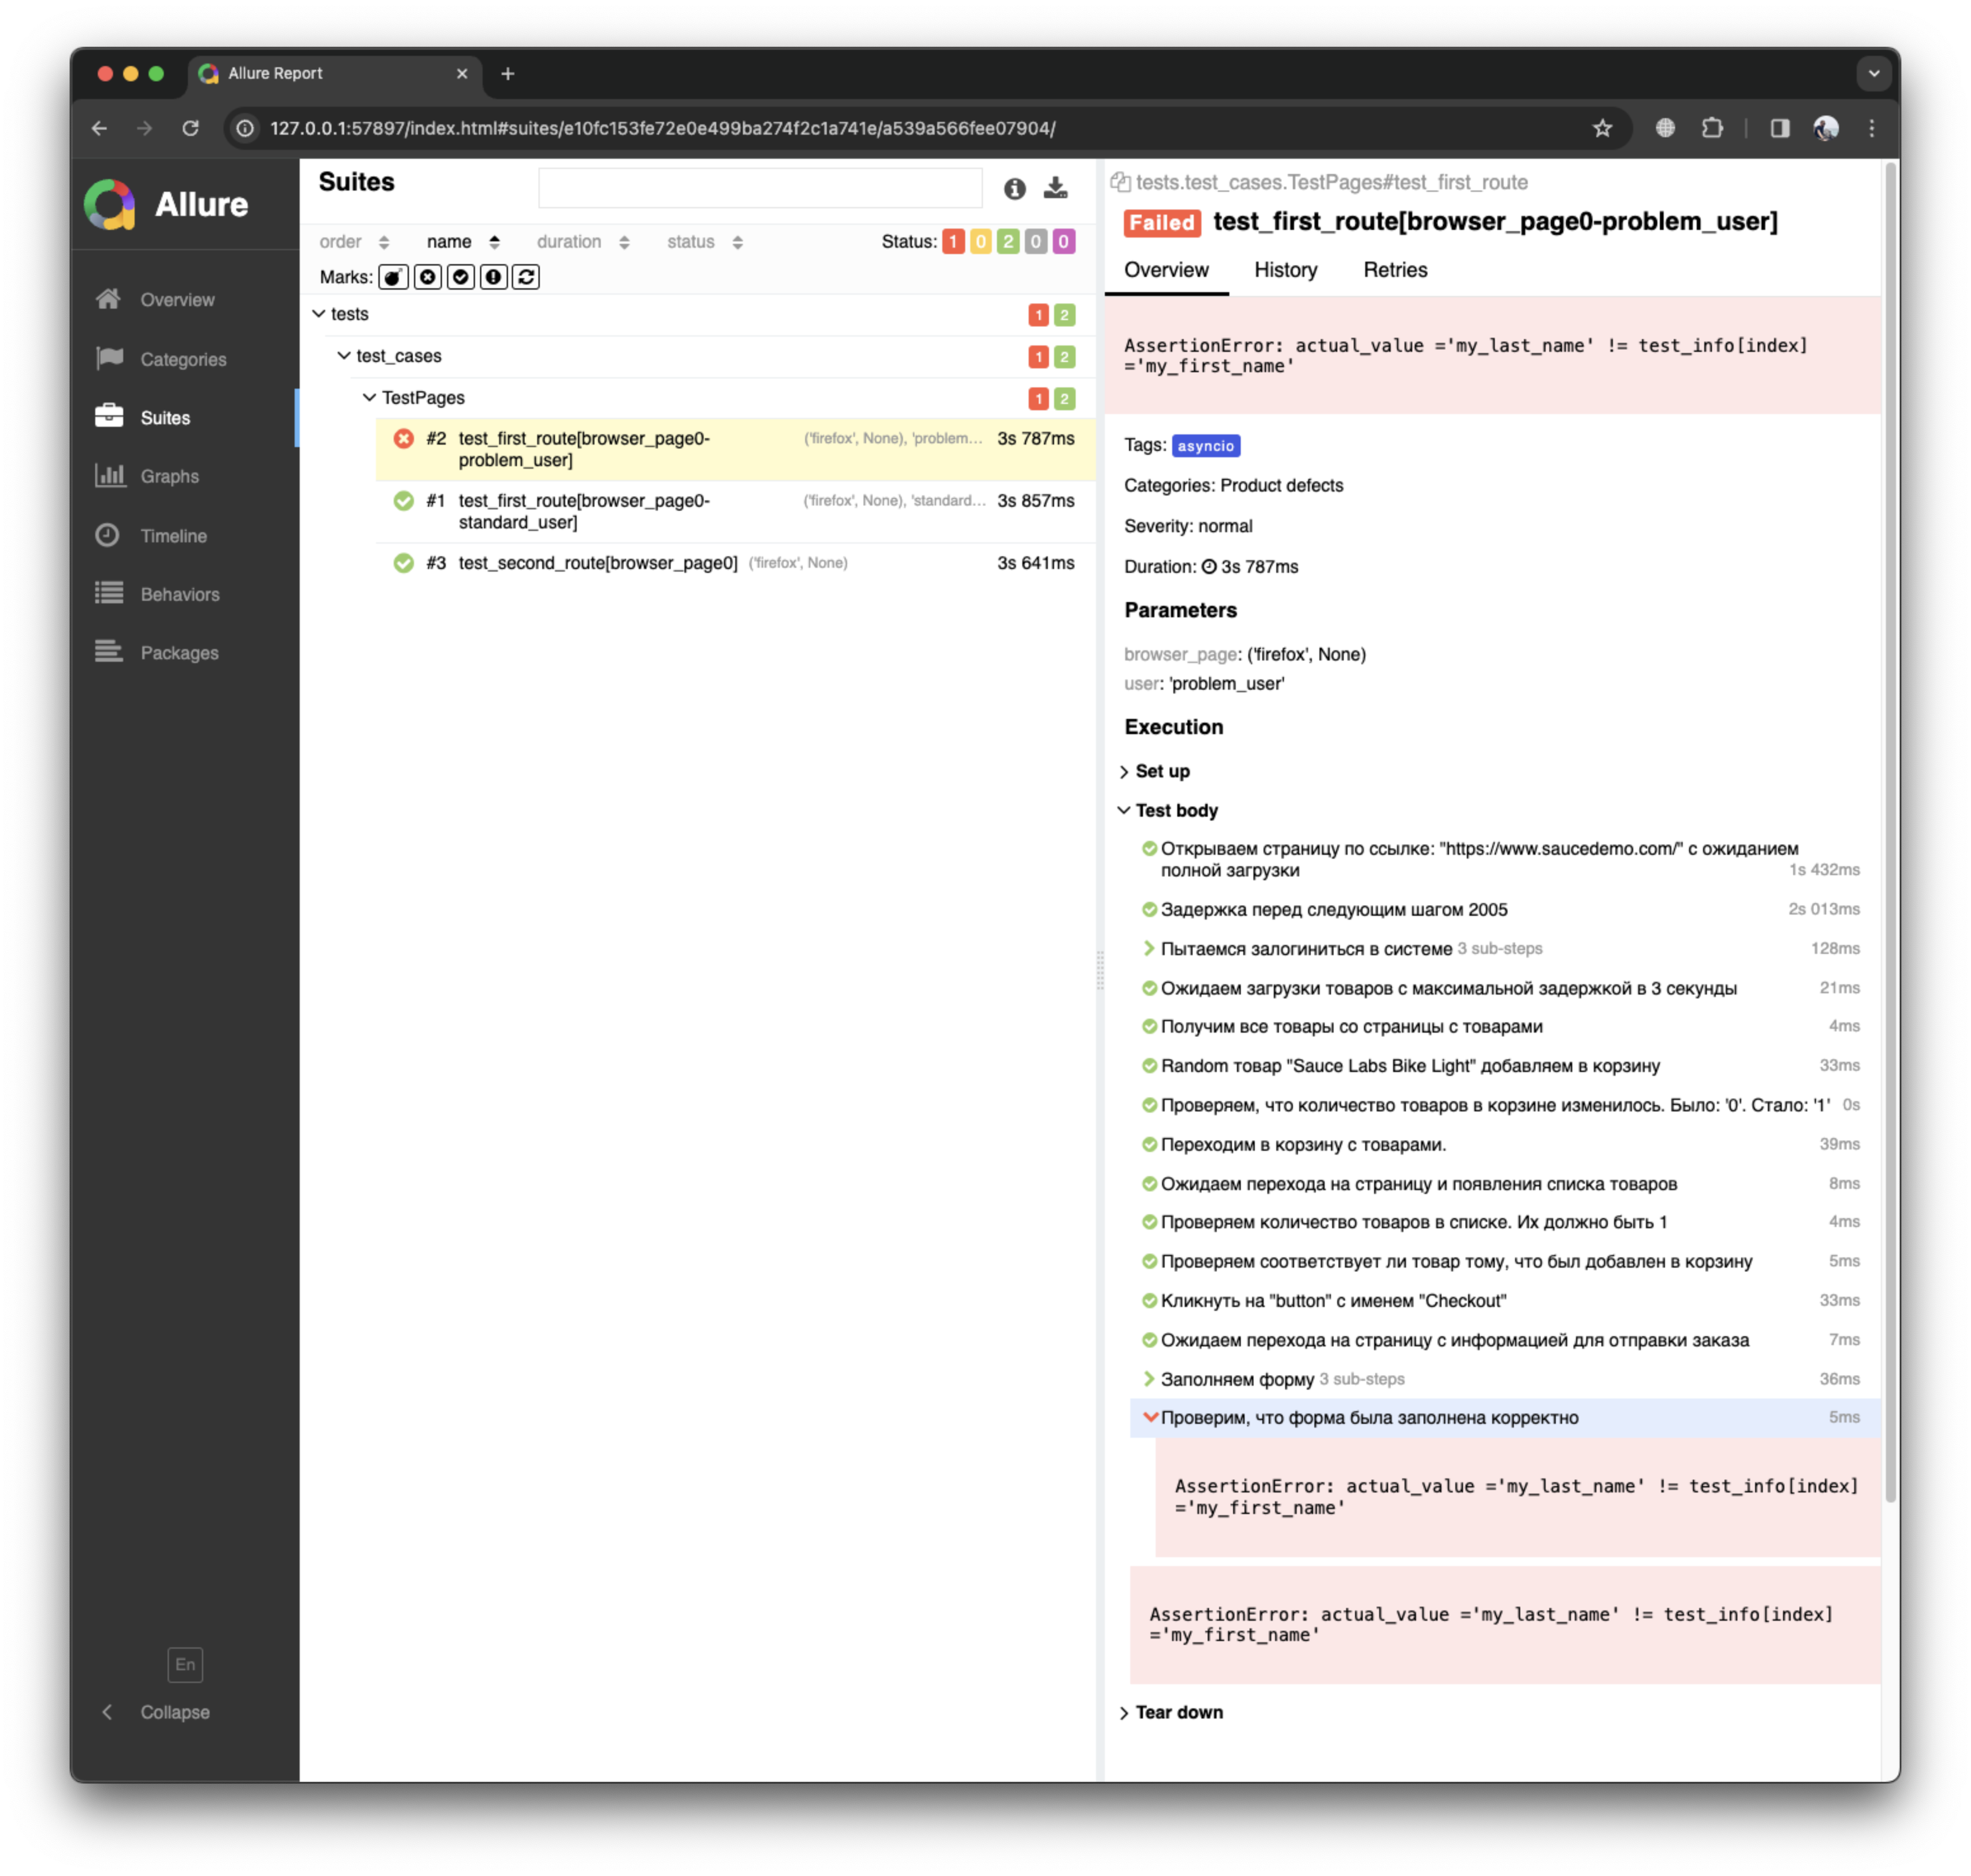 Allure Report
127.0.0.1:57897/index.html#suites/e10fc153fe72e0e499ba274f2c1a741e/a539a566fee07904/
Allure
Overview
Categories
Suites
Graphs
Timeline
Behaviors
Packages
En
Collapse
Suites
order name duration status Status: 1 0 2 0 0
Marks:
tests 1 2
test_cases 1 2
TestPages 1 2
#2 test_first_route[browser_page0- ('firefox', None), 'problem... 3s 787ms
problem_user]
#1 test_first_route[browser_page0- ('firefox', None), 'standard... 3s 857ms
standard_user]
#3 test_second_route[browser_page0] ('firefox', None) 3s 641ms
tests.test_cases.TestPages#test_first_route
Failed test_first_route[browser_page0-problem_user]
Overview History Retries
AssertionError: actual_value ='my_last_name' != test_info[index]
='my_first_name'
Tags: asyncio
Categories: Product defects
Severity: normal
Duration: 3s 787ms
Parameters
browser_page: ('firefox', None)
user: 'problem_user'
Execution
Set up
Test body
Открываем страницу по ссылке: "https://www.saucedemo.com/" с ожиданием
полной загрузки 1s 432ms
Задержка перед следующим шагом 2005 2s 013ms
Пытаемся залогиниться в системе 3 sub-steps 128ms
Ожидаем загрузки товаров с максимальной задержкой в 3 секунды 21ms
Получим все товары со страницы с товарами 4ms
Random товар "Sauce Labs Bike Light" добавляем в корзину 33ms
Проверяем, что количество товаров в корзине изменилось. Было: '0'. Стало: '1' 0s
Переходим в корзину с товарами. 39ms
Ожидаем перехода на страницу и появления списка товаров 8ms
Проверяем количество товаров в списке. Их должно быть 1 4ms
Проверяем соответствует ли товар тому, что был добавлен в корзину 5ms
Кликнуть на "button" с именем "Checkout" 33ms
Ожидаем перехода на страницу с информацией для отправки заказа 7ms
Заполняем форму 3 sub-steps 36ms
Проверим, что форма была заполнена корректно 5ms
AssertionError: actual_value ='my_last_name' != test_info[index]
='my_first_name'
AssertionError: actual_value ='my_last_name' != test_info[index]
='my_first_name'
Tear down